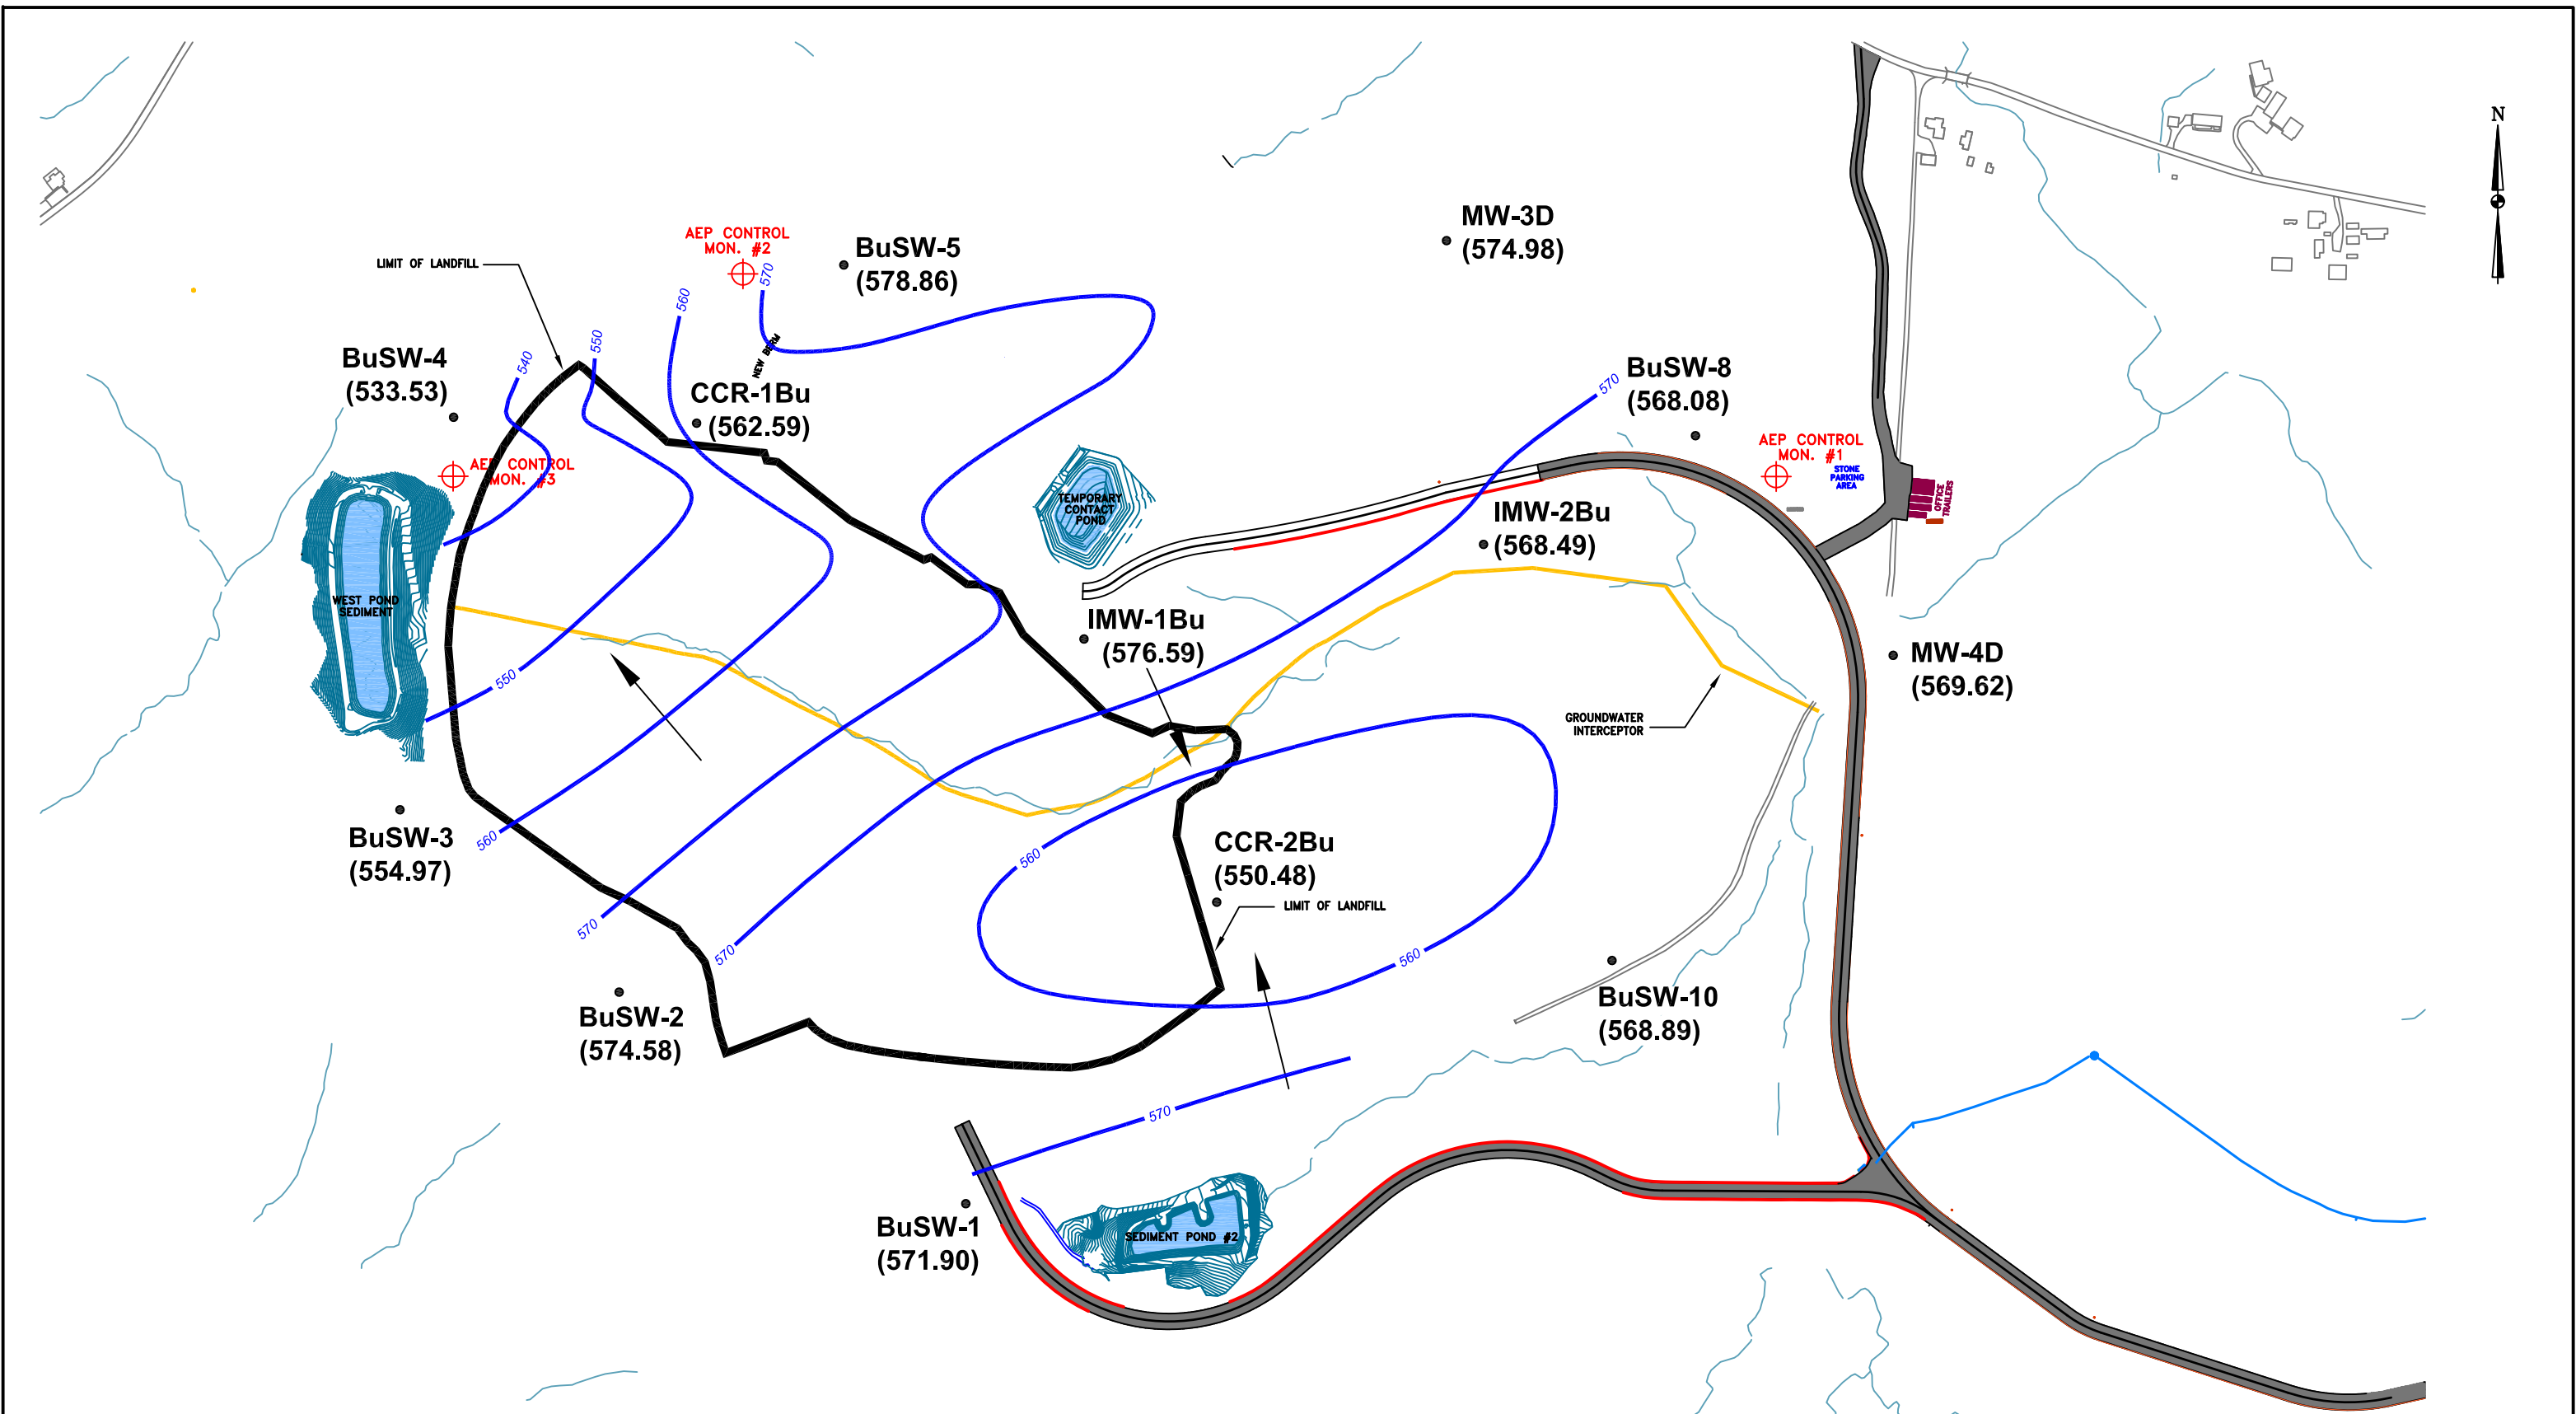 N
MW-3D
(574.98)
AEP CONTROL
MON. #2
BuSW-5
(578.86)
LIMIT OF LANDFILL
570
560
550
540
NEW BERM
BuSW-4
(533.53)
CCR-1Bu
(562.59)
BuSW-8
(568.08)
570
AEP CONTROL
MON. #1
STONE
PARKING
AREA
OFFICE
TRAILERS
AEP CONTROL
MON. #3
TEMPORARY
CONTACT
POND
IMW-2Bu
(568.49)
WEST POND
SEDIMENT
IMW-1Bu
(576.59)
MW-4D
(569.62)
550
GROUNDWATER
INTERCEPTOR
BuSW-3
(554.97)
560
560
CCR-2Bu
(550.48)
LIMIT OF LANDFILL
570
570
560
BuSW-2
(574.58)
BuSW-10
(568.89)
570
BuSW-1
(571.90)
SEDIMENT POND #2